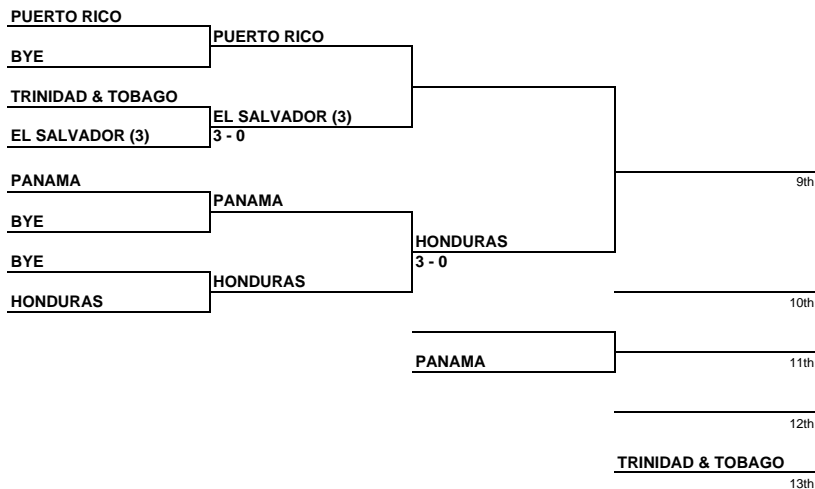 PUERTO RICO
PUERTO RICO
BYE
TRINIDAD & TOBAGO
EL SALVADOR (3)
EL SALVADOR (3)
3 - 0
PANAMA
9th
PANAMA
BYE
HONDURAS
BYE
3 - 0
HONDURAS
HONDURAS
10th
PANAMA
11th
12th
TRINIDAD & TOBAGO
13th